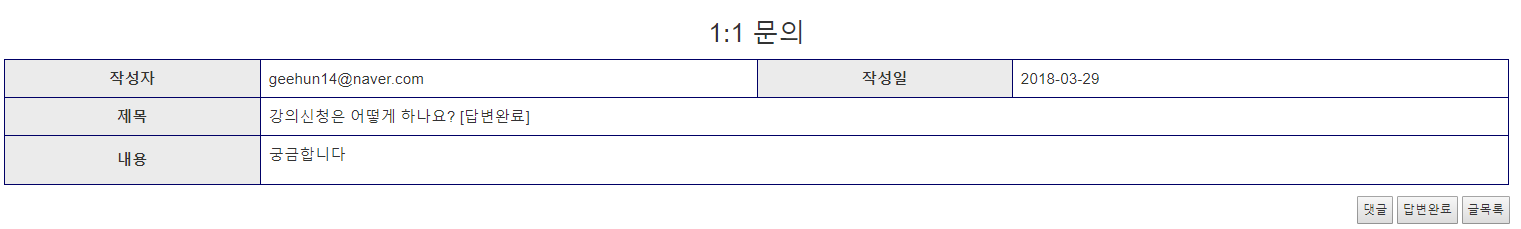 1:1 문의
작성자 geehun14@naver.com 작성일 2018-03-29
제목 강의신청은 어떻게 하나요? [답변완료]
내용 궁금합니다
댓글 답변완료 글목록